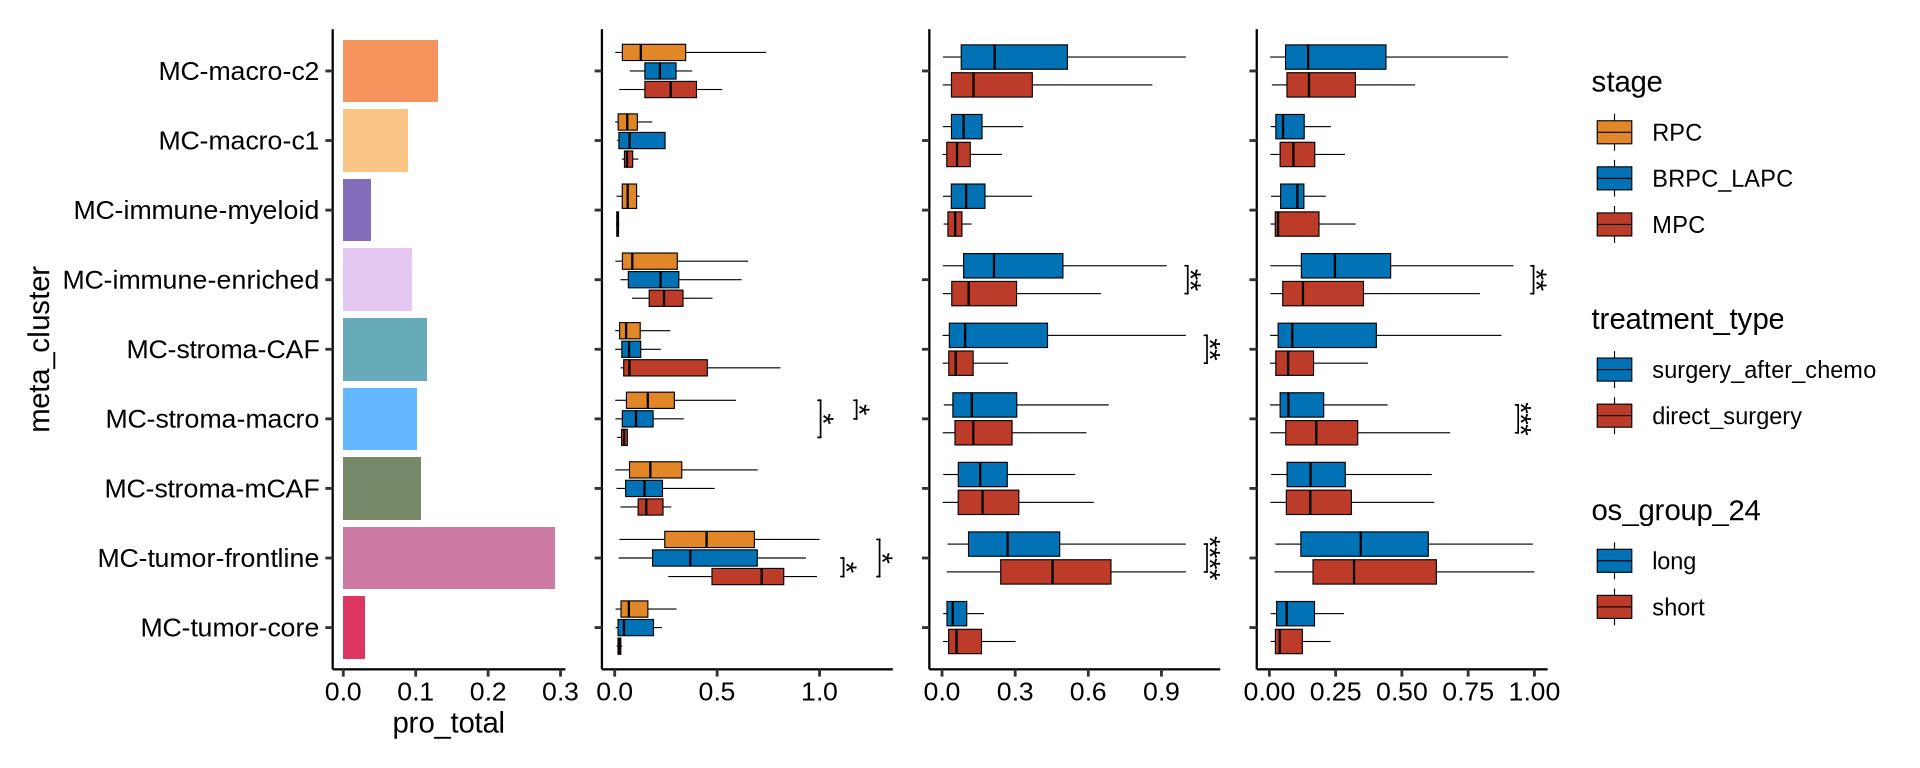 meta_cluster
MC-macro-c2
MC-macro-c1
MC-immune-myeloid
MC-immune-enriched
MC-stroma-CAF
MC-stroma-macro
MC-stroma-mCAF
MC-tumor-frontline
MC-tumor-core
0.0 0.1 0.2 0.3
pro_total
* *
* *
0.0 0.5 1.0
**
**
****
0.0 0.3 0.6 0.9
**
***
0.00 0.25 0.50 0.75 1.00
stage
RPC
BRPC_LAPC
MPC
treatment_type
surgery_after_chemo
direct_surgery
os_group_24
long
short